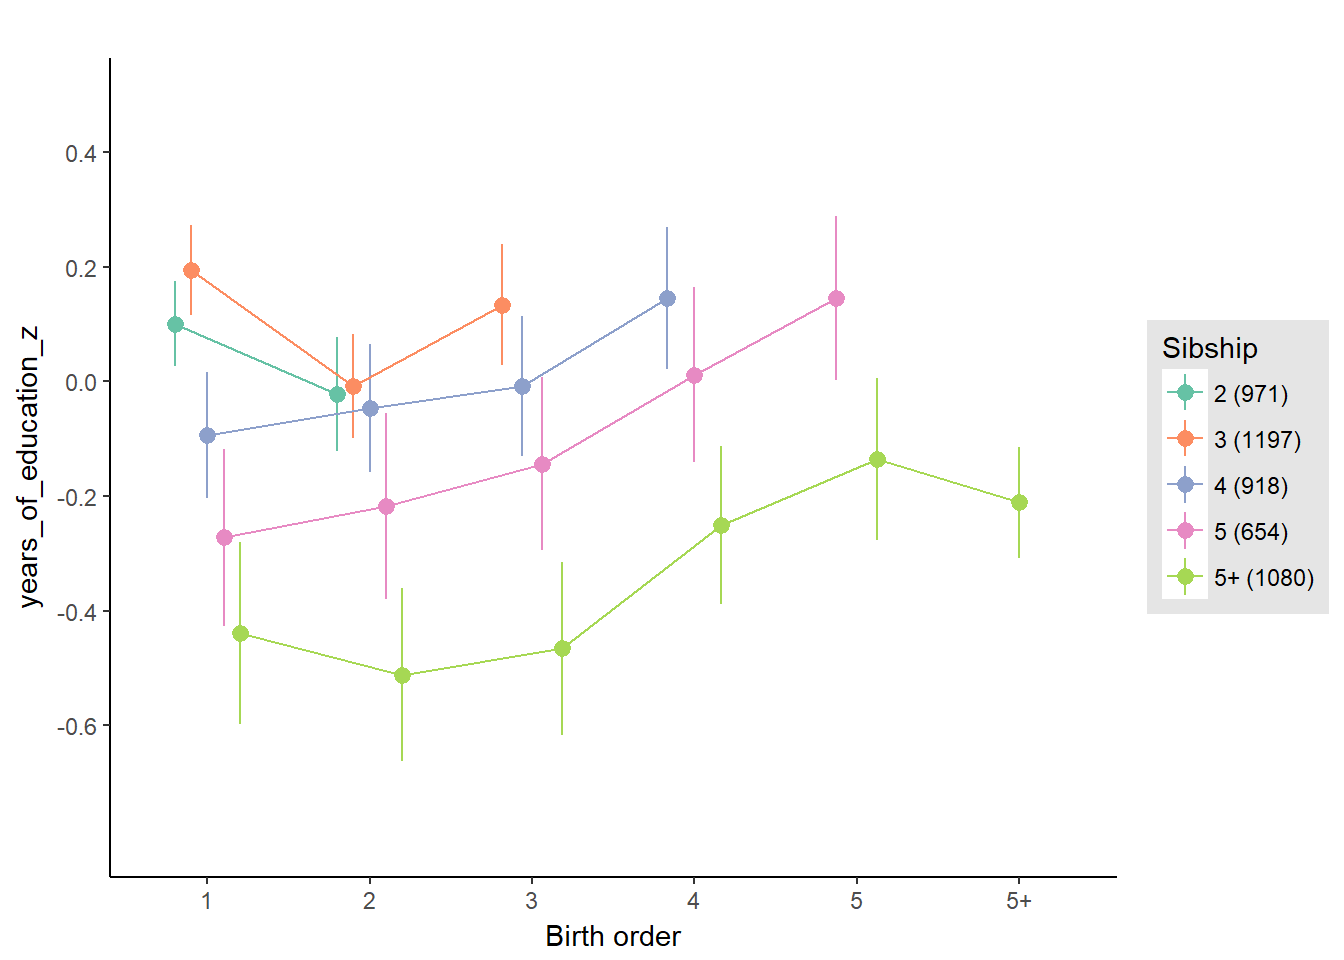 0.4
0.2
0.0
-0.2
-0.4
-0.6
years_of_education_z
1 2 3 4 5 5+
Birth order
Sibship
2 (971)
3 (1197)
4 (918)
5 (654)
5+ (1080)